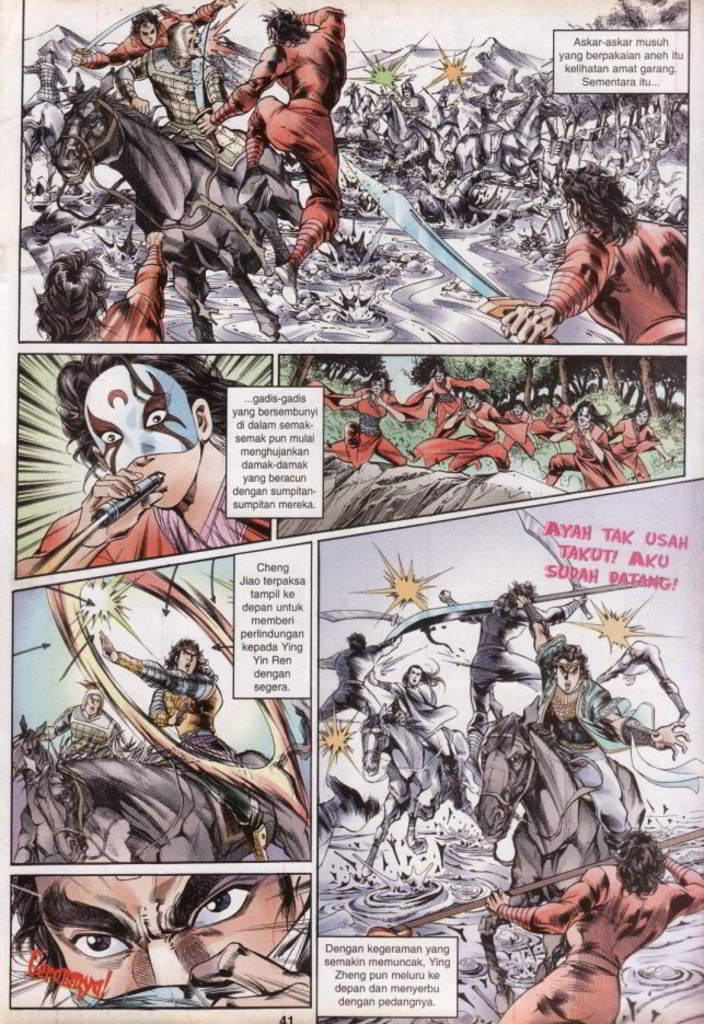 Askar-askar musuh
yang berpakaian aneh itu
kelihatan amat garang.
Sementara itu...
...gadis-gadis
yang bersembunyi
di dalam semak-
semak pun mulai
menghujankan
damak-damak
yang beracun
dengan sumpitan-
sumpitan mereka.
Cheng
Jiao terpaksa
tampil ke
depan untuk
memberi
perlindungan
kepada Ying
Yin Ren
dengan
segera.
AYAH TAK USAH
TAKUT! AKU
SUDAH DATANG!
Dengan keraman yang
semakin memuncak, Ying
Zheng pun meluru ke
depan dan menyerbu
dengan pedangnya.
41